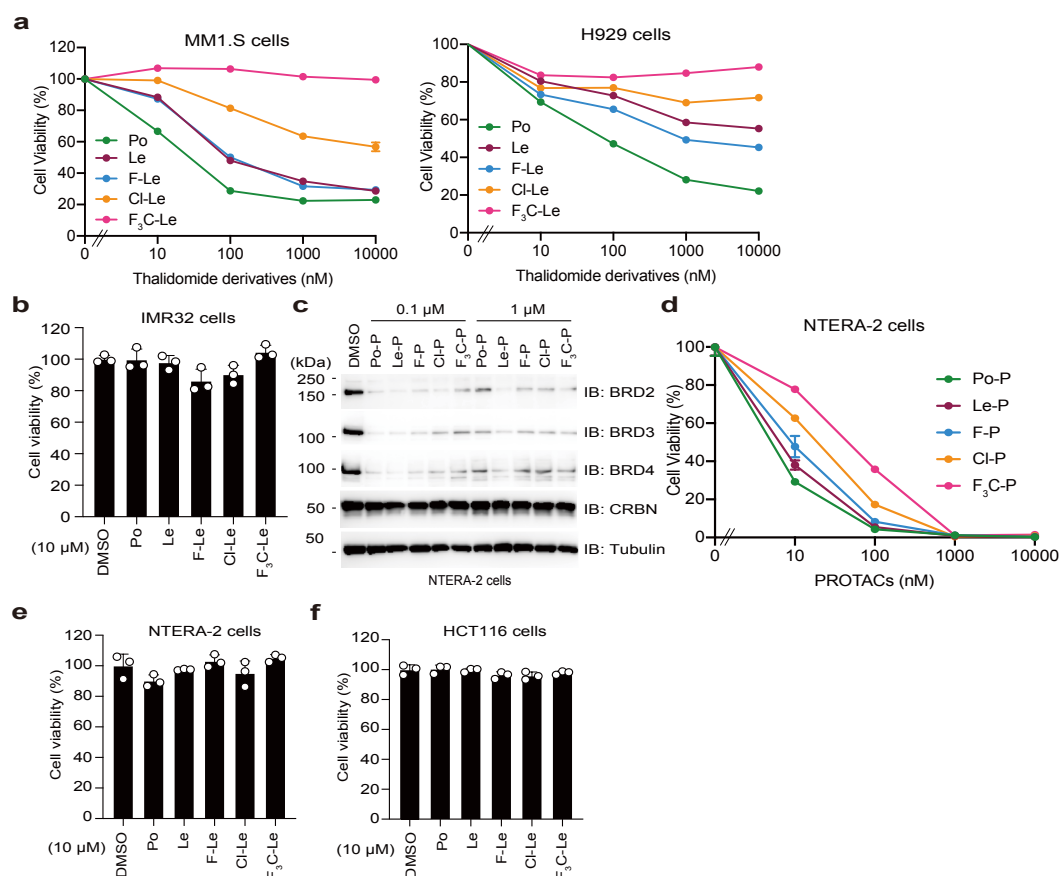 a
MM1.S cells
Cell Viability (%)
120
100
80
60
40
20
0
Po
Le
F-Le
Cl-Le
F₃C-Le
0 10 100 1000 10000
Thalidomide derivatives (nM)
H929 cells
Cell Viability (%)
100
80
60
40
20
0
Po
Le
F-Le
Cl-Le
F₃C-Le
0 10 100 1000 10000
Thalidomide derivatives (nM)
b
IMR32 cells
Cell viability (%)
120
100
80
60
40
20
0
(10 µM)
DMSO Po Le F-Le Cl-Le F₃C-Le
c
0.1 µM 1 µM
(kDa)
DMSO Po-P Le-P F-P Cl-P F₃C-P Po-P Le-P F-P Cl-P F₃C-P
250
150
IB: BRD2
100
IB: BRD3
100
IB: BRD4
50
IB: CRBN
50
IB: Tubulin
NTERA-2 cells
d
NTERA-2 cells
Cell Viability (%)
100
80
60
40
20
0
Po-P
Le-P
F-P
Cl-P
F₃C-P
0 10 100 1000 10000
PROTACs (nM)
e
NTERA-2 cells
Cell viability (%)
120
100
80
60
40
20
0
(10 µM)
DMSO Po Le F-Le Cl-Le F₃C-Le
f
HCT116 cells
Cell viability (%)
120
100
80
60
40
20
0
(10 µM)
DMSO Po Le F-Le Cl-Le F₃C-Le